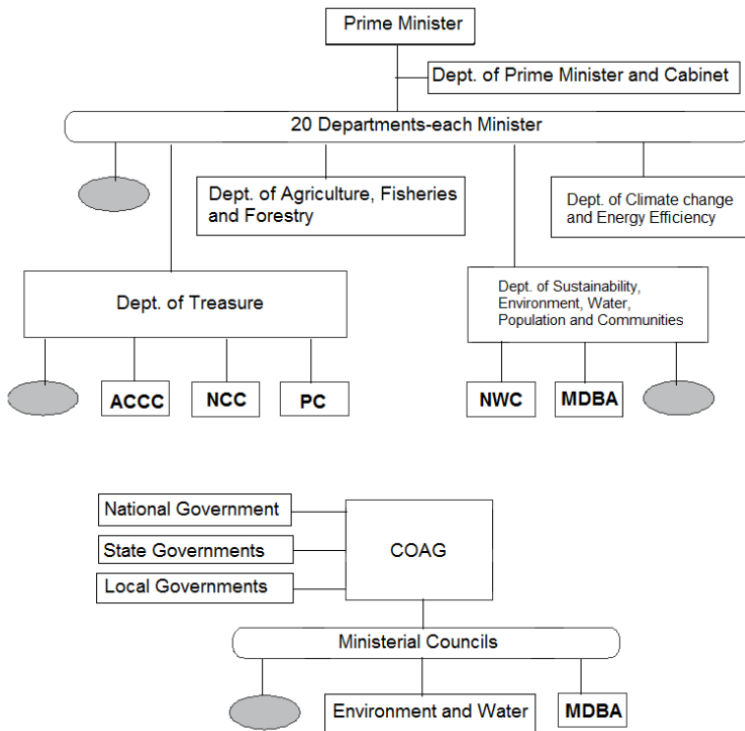 Prime Minister
Dept. of Prime Minister and Cabinet
20 Departments-each Minister
Dept. of Agriculture, Fisheries
and Forestry
Dept. of Climate change
and Energy Efficiency
Dept. of Treasure
Dept. of Sustainability,
Environment, Water,
Population and Communities
ACCC
NCC
PC
NWC
MDBA
National Government
State Governments
Local Governments
COAG
Ministerial Councils
Environment and Water
MDBA